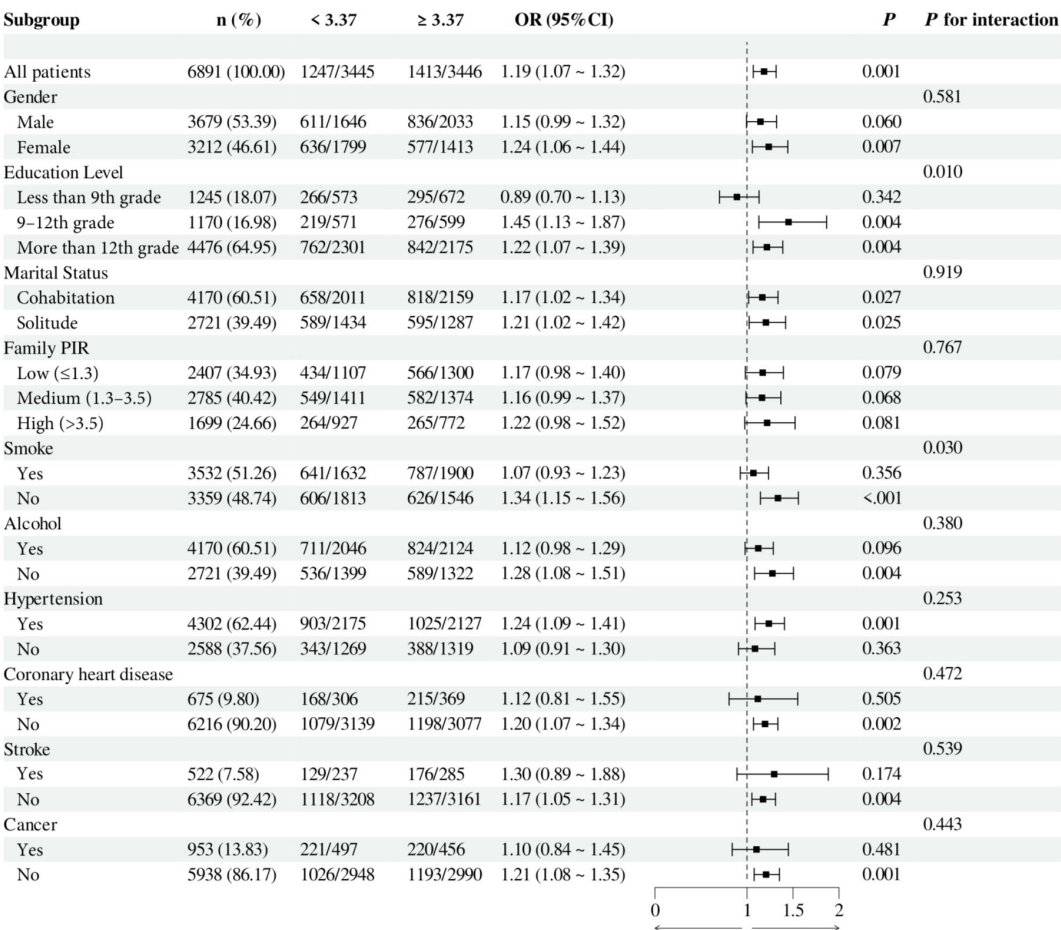 Subgroup n (%) < 3.37 ≥ 3.37 OR (95%CI) P P for interaction
All patients 6891 (100.00) 1247/3445 1413/3446 1.19 (1.07 ~ 1.32) 0.001
Gender 0.581
Male 3679 (53.39) 611/1646 836/2033 1.15 (0.99 ~ 1.32) 0.060
Female 3212 (46.61) 636/1799 577/1413 1.24 (1.06 ~ 1.44) 0.007
Education Level 0.010
Less than 9th grade 1245 (18.07) 266/573 295/672 0.89 (0.70 ~ 1.13) 0.342
9–12th grade 1170 (16.98) 219/571 276/599 1.45 (1.13 ~ 1.87) 0.004
More than 12th grade 4476 (64.95) 762/2301 842/2175 1.22 (1.07 ~ 1.39) 0.004
Marital Status 0.919
Cohabitation 4170 (60.51) 658/2011 818/2159 1.17 (1.02 ~ 1.34) 0.027
Solitude 2721 (39.49) 589/1434 595/1287 1.21 (1.02 ~ 1.42) 0.025
Family PIR 0.767
Low (≤1.3) 2407 (34.93) 434/1107 566/1300 1.17 (0.98 ~ 1.40) 0.079
Medium (1.3–3.5) 2785 (40.42) 549/1411 582/1374 1.16 (0.99 ~ 1.37) 0.068
High (>3.5) 1699 (24.66) 264/927 265/772 1.22 (0.98 ~ 1.52) 0.081
Smoke 0.030
Yes 3532 (51.26) 641/1632 787/1900 1.07 (0.93 ~ 1.23) 0.356
No 3359 (48.74) 606/1813 626/1546 1.34 (1.15 ~ 1.56) <.001
Alcohol 0.380
Yes 4170 (60.51) 711/2046 824/2124 1.12 (0.98 ~ 1.29) 0.096
No 2721 (39.49) 536/1399 589/1322 1.28 (1.08 ~ 1.51) 0.004
Hypertension 0.253
Yes 4302 (62.44) 903/2175 1025/2127 1.24 (1.09 ~ 1.41) 0.001
No 2588 (37.56) 343/1269 388/1319 1.09 (0.91 ~ 1.30) 0.363
Coronary heart disease 0.472
Yes 675 (9.80) 168/306 215/369 1.12 (0.81 ~ 1.55) 0.505
No 6216 (90.20) 1079/3139 1198/3077 1.20 (1.07 ~ 1.34) 0.002
Stroke 0.539
Yes 522 (7.58) 129/237 176/285 1.30 (0.89 ~ 1.88) 0.174
No 6369 (92.42) 1118/3208 1237/3161 1.17 (1.05 ~ 1.31) 0.004
Cancer 0.443
Yes 953 (13.83) 221/497 220/456 1.10 (0.84 ~ 1.45) 0.481
No 5938 (86.17) 1026/2948 1193/2990 1.21 (1.08 ~ 1.35) 0.001
0 1 1.5 2